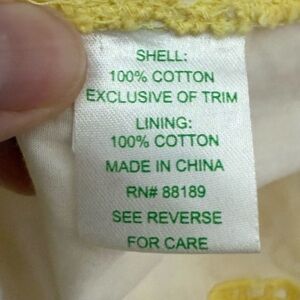 SHELL:
100% COTTON
EXCLUSIVE OF TRIM
LINING:
100% COTTON
MADE IN CHINA
RN# 88189
SEE REVERSE
FOR CARE